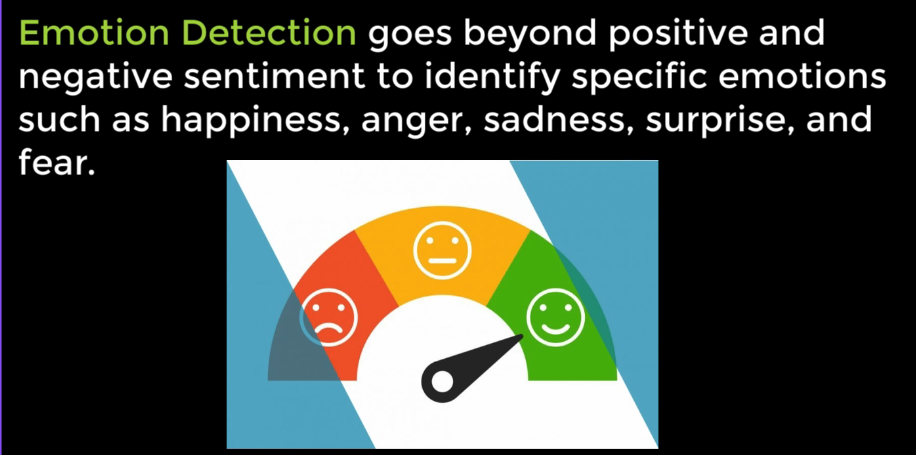 Emotion Detection goes beyond positive and
negative sentiment to identify specific emotions
such as happiness, anger, sadness, surprise, and
fear.